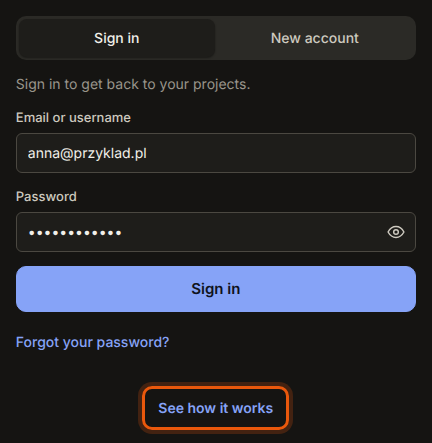 Sign in
New account
Sign in to get back to your projects.
Email or username
anna@przyklad.pl
Password
••••••••••••
Sign in
Forgot your password?
See how it works